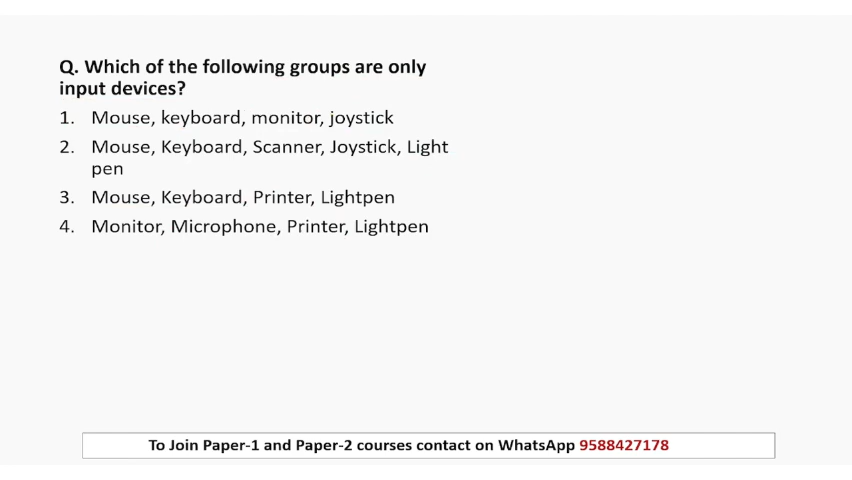 Q. Which of the following groups are only
input devices?
1. Mouse, keyboard, monitor, joystick
2. Mouse, Keyboard, Scanner, Joystick, Light
pen
3. Mouse, Keyboard, Printer, Lightpen
4. Monitor, Microphone, Printer, Lightpen
To Join Paper-1 and Paper-2 courses contact on WhatsApp 9588427178